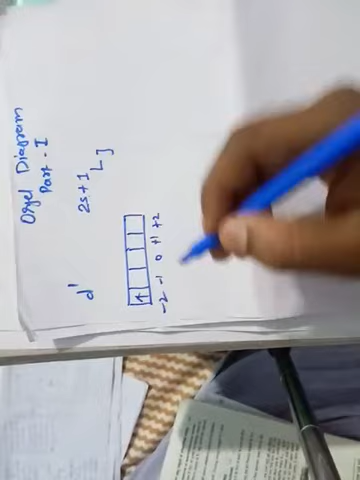 Orgel Diagram
Part - I
d¹ 2s+1 L J
↑
-2 -1 0 +1 +2